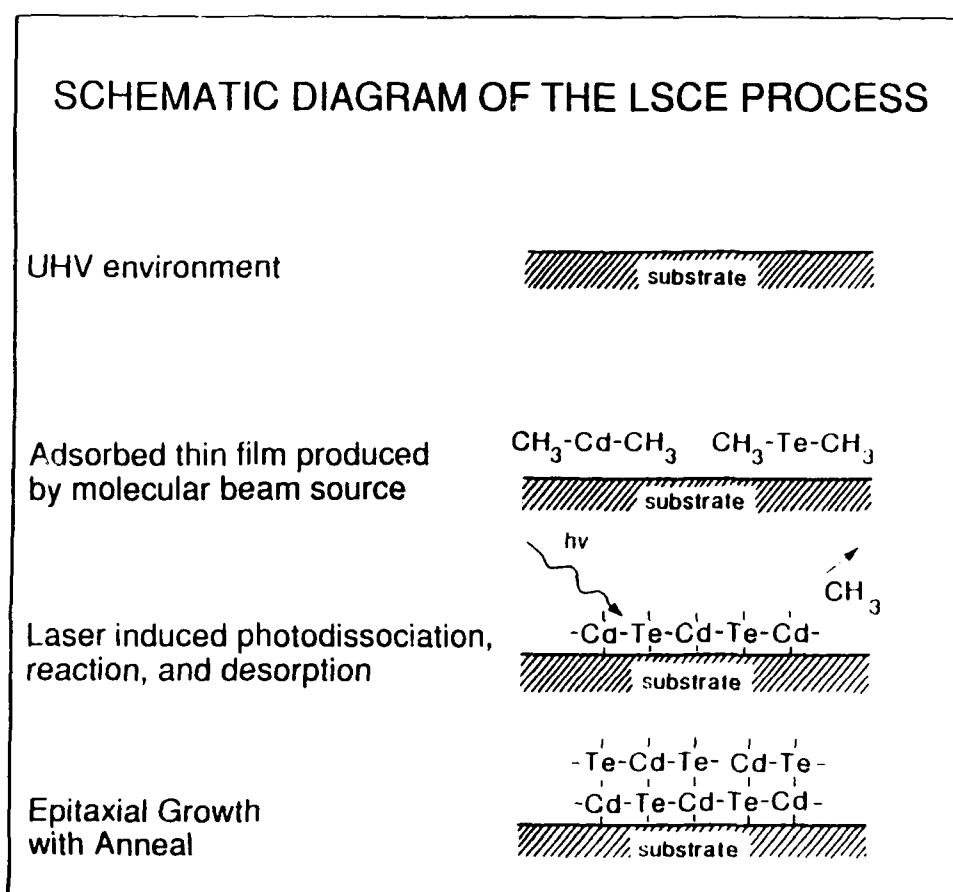 SCHEMATIC DIAGRAM OF THE LSCE PROCESS
UHV environment
substrate
Adsorbed thin film produced
by molecular beam source
CH3-Cd-CH3 CH3-Te-CH3
substrate
hν
CH3
Laser induced photodissociation,
reaction, and desorption
-Cd-Te-Cd-Te-Cd-
substrate
Epitaxial Growth
with Anneal
-Te-Cd-Te- Cd-Te-
-Cd-Te-Cd-Te-Cd-
substrate